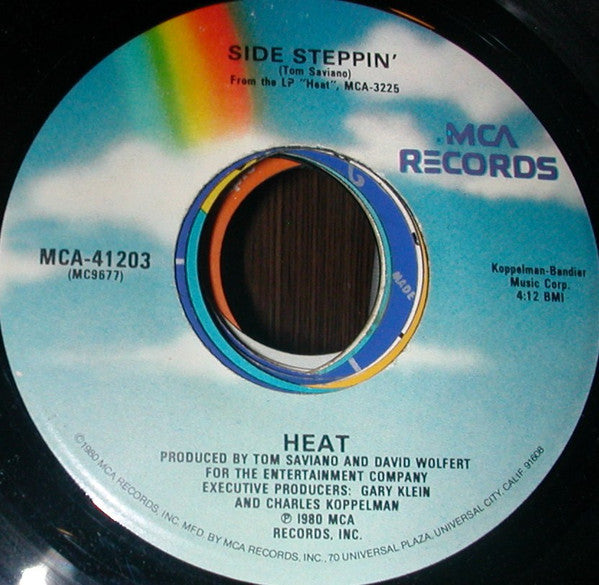 SIDE STEPPIN'
(Tom Saviano)
From the LP "Heat", MCA-3225
MCA
RECORDS
MCA-41203
(MC9677)
Koppelman-Bandier
Music Corp.
4:12 BMI
MADE
HEAT
PRODUCED BY TOM SAVIANO AND DAVID WOLFERT
FOR THE ENTERTAINMENT COMPANY
EXECUTIVE PRODUCERS: GARY KLEIN
AND CHARLES KOPPELMAN
℗ 1980 MCA
RECORDS, INC.
©1980 MCA RECORDS, INC. MFD. BY MCA RECORDS, INC., 70 UNIVERSAL PLAZA, UNIVERSAL CITY, CALIF. 91608